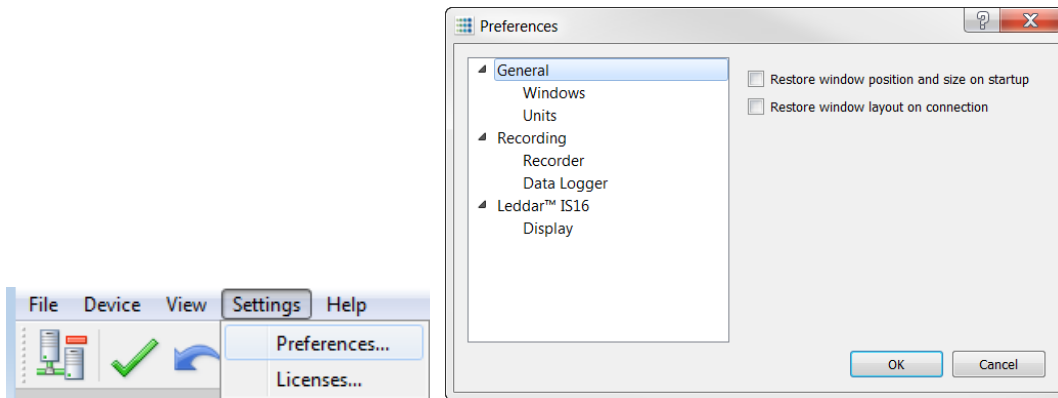 File Device View Settings Help
Preferences...
Licenses...
Preferences
General
Windows
Units
Recording
Recorder
Data Logger
Leddar™ IS16
Display
Restore window position and size on startup
Restore window layout on connection
OK Cancel